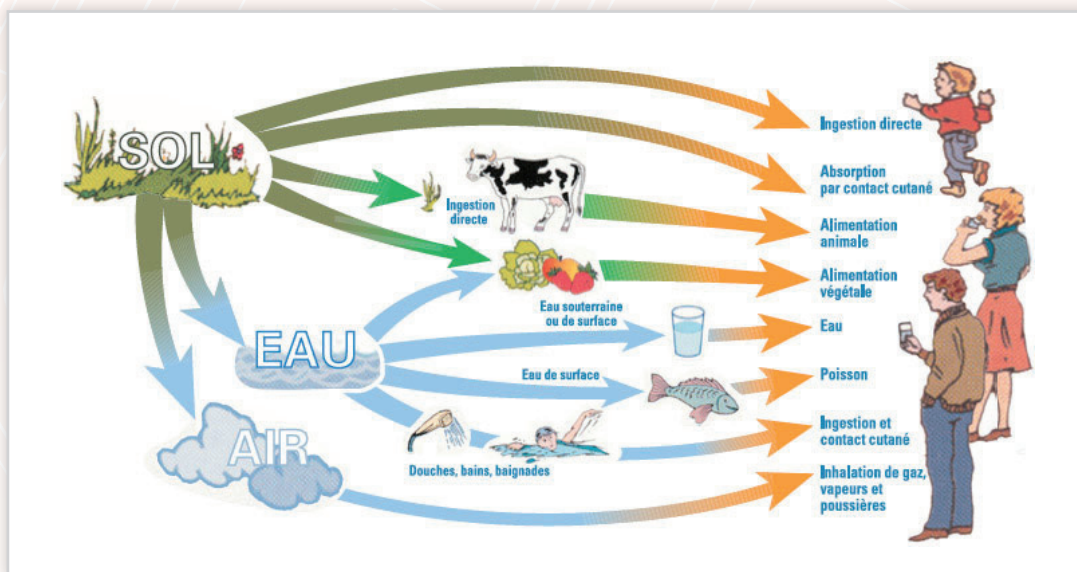 SOL
Ingestion directe
Absorption
par contact cutané
Ingestion
directe
Alimentation
animale
Alimentation
végétale
Eau souterraine
ou de surface
EAU
Eau
Eau de surface
Poisson
AIR
Douches, bains, baignades
Ingestion et
contact cutané
Inhalation de gaz,
vapeurs et
poussières